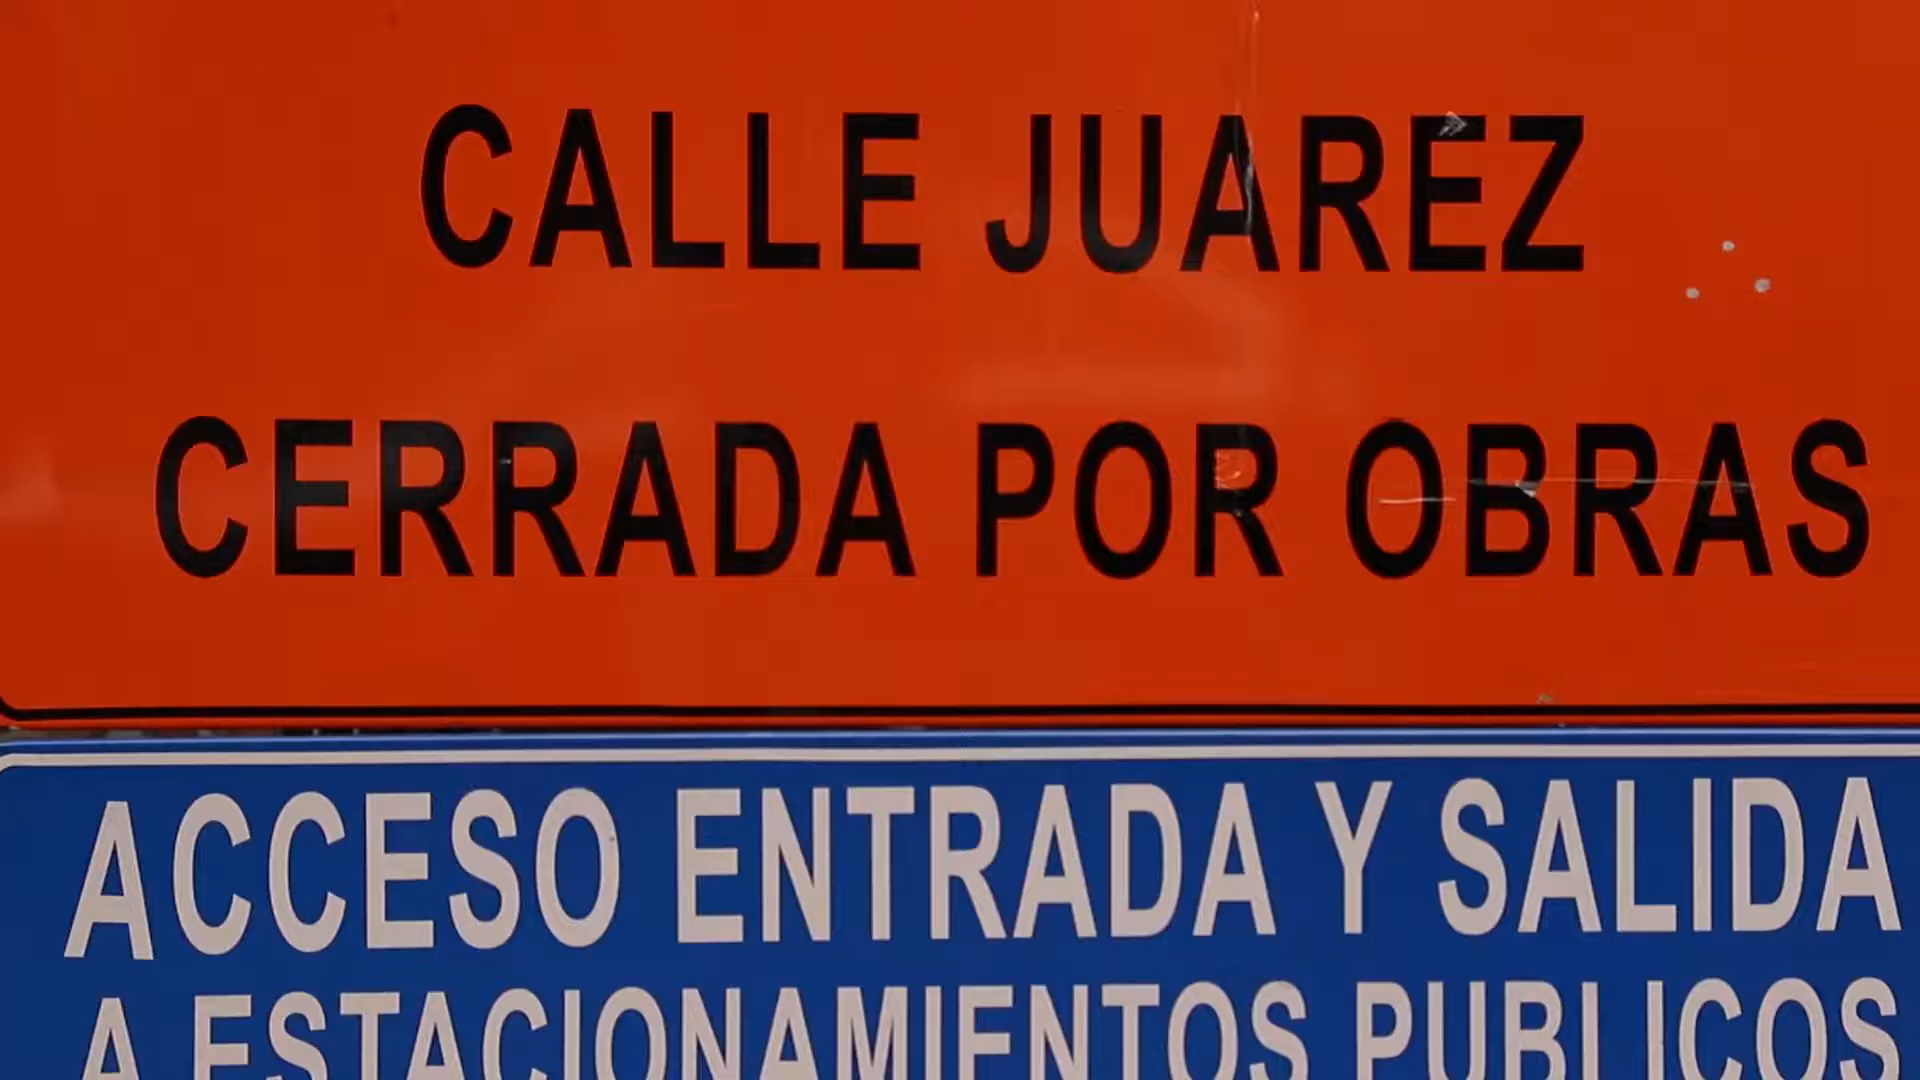 CALLE JUAREZ
CERRADA POR OBRAS
ACCESO ENTRADA Y SALIDA
A ESTACIONAMIENTOS PUBLICOS